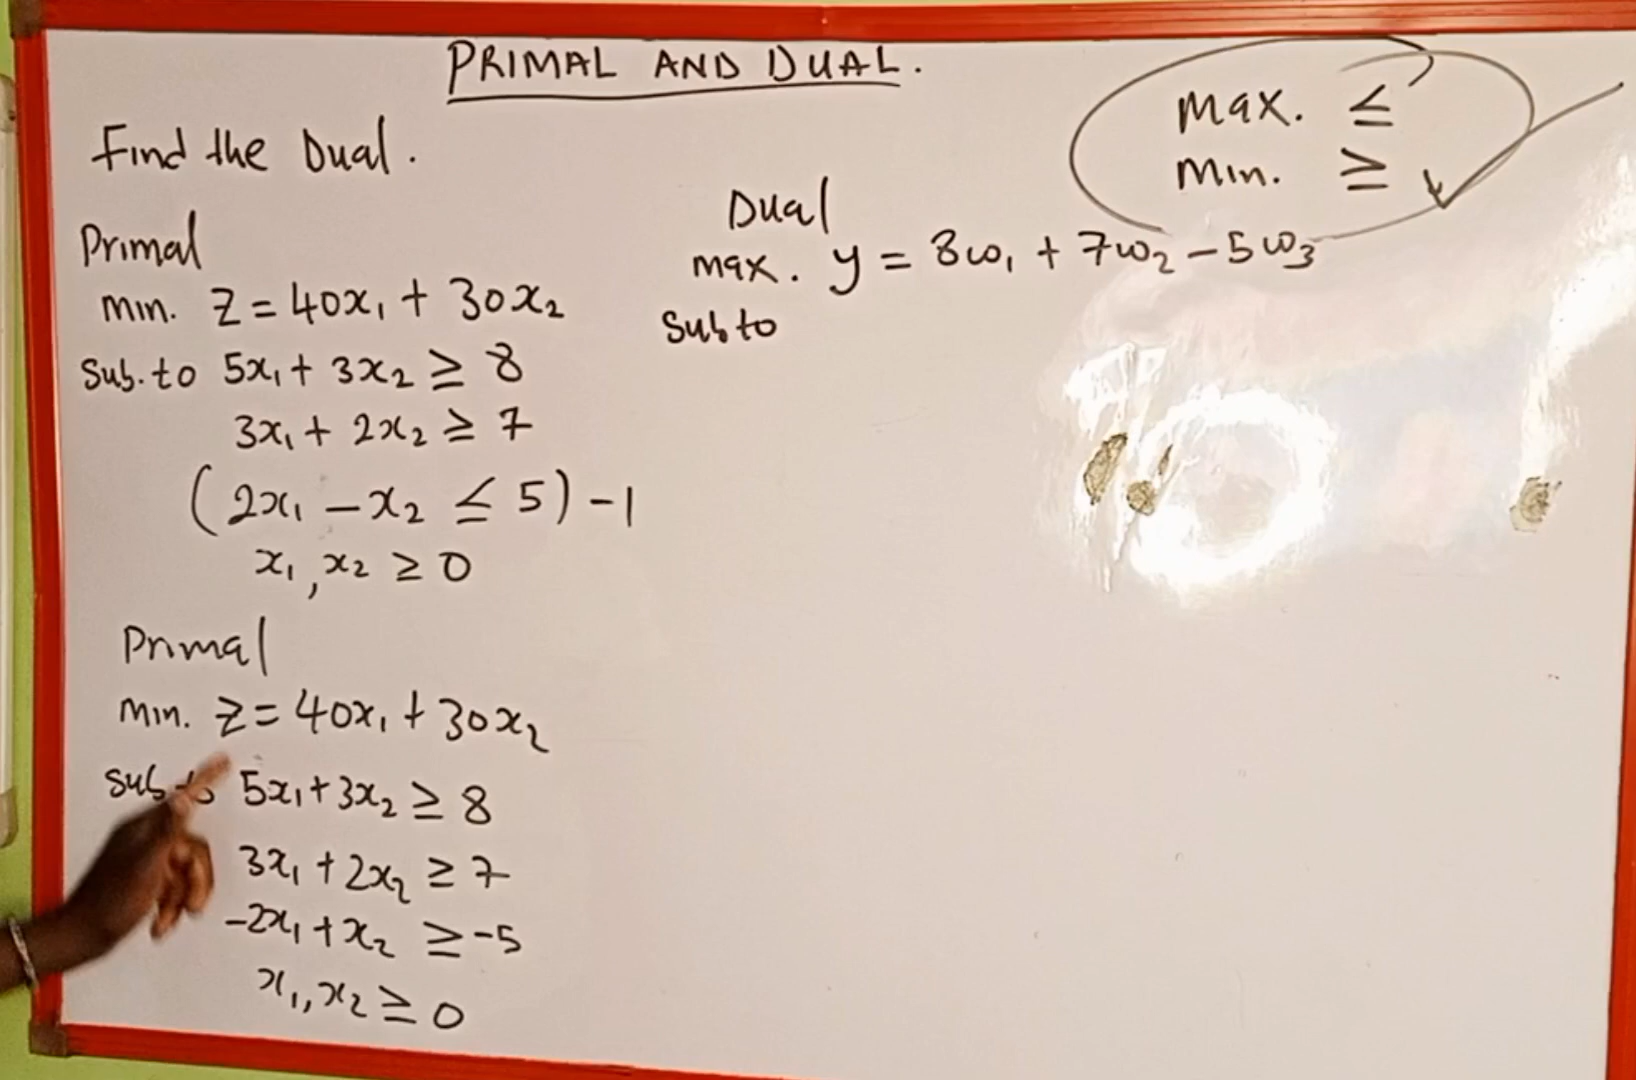 PRIMAL AND DUAL.
Find the Dual.
Primal
Min. Z = 40x₁ + 30x₂
Sub. to 5x₁ + 3x₂ ≥ 8
3x₁ + 2x₂ ≥ 7
(2x₁ - x₂ ≤ 5) -1
x₁, x₂ ≥ 0
Primal
Min. Z = 40x₁ + 30x₂
Sub to 5x₁ + 3x₂ ≥ 8
3x₁ + 2x₂ ≥ 7
-2x₁ + x₂ ≥ -5
x₁, x₂ ≥ 0
max. ≤
Min. ≥
Dual
max. y = 8w₁ + 7w₂ - 5w₃
Sub to